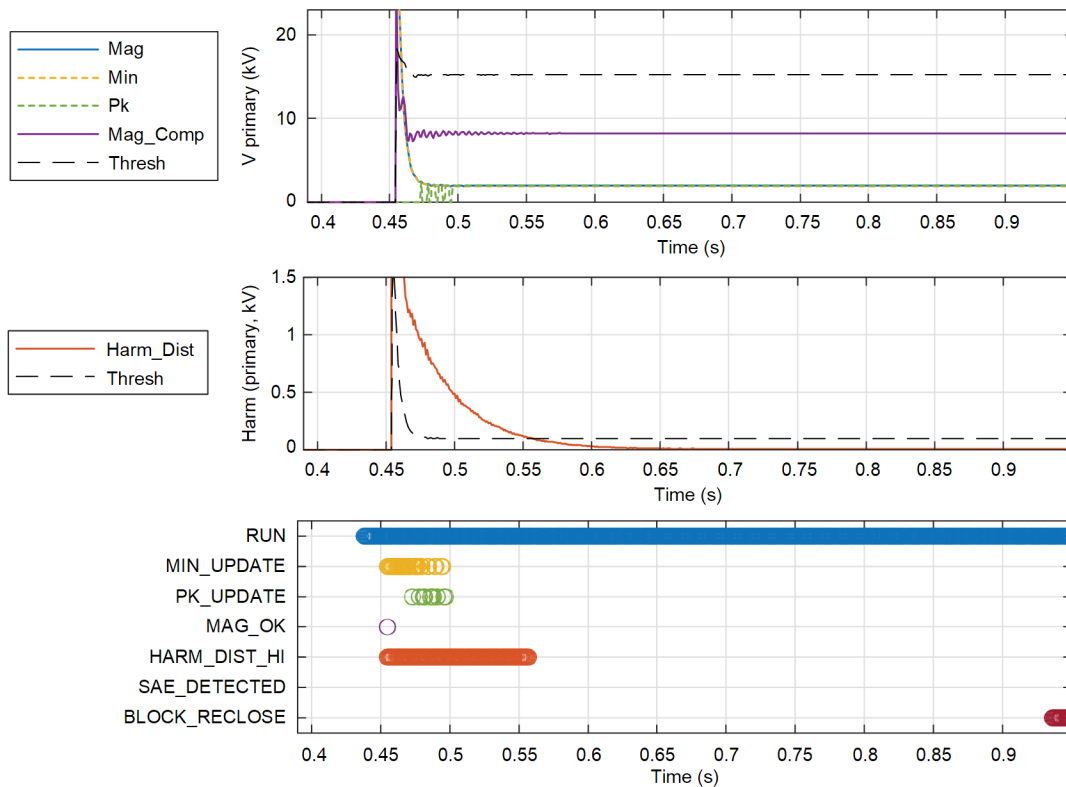 Mag
Min
Pk
Mag_Comp
Thresh
V primary (kV)
20
10
0
0.4 0.45 0.5 0.55 0.6 0.65 0.7 0.75 0.8 0.85 0.9
Time (s)
Harm_Dist
Thresh
Harm (primary, kV)
1.5
1
0.5
0
0.4 0.45 0.5 0.55 0.6 0.65 0.7 0.75 0.8 0.85 0.9
Time (s)
RUN
MIN_UPDATE
PK_UPDATE
MAG_OK
HARM_DIST_HI
SAE_DETECTED
BLOCK_RECLOSE
0.4 0.45 0.5 0.55 0.6 0.65 0.7 0.75 0.8 0.85 0.9
Time (s)